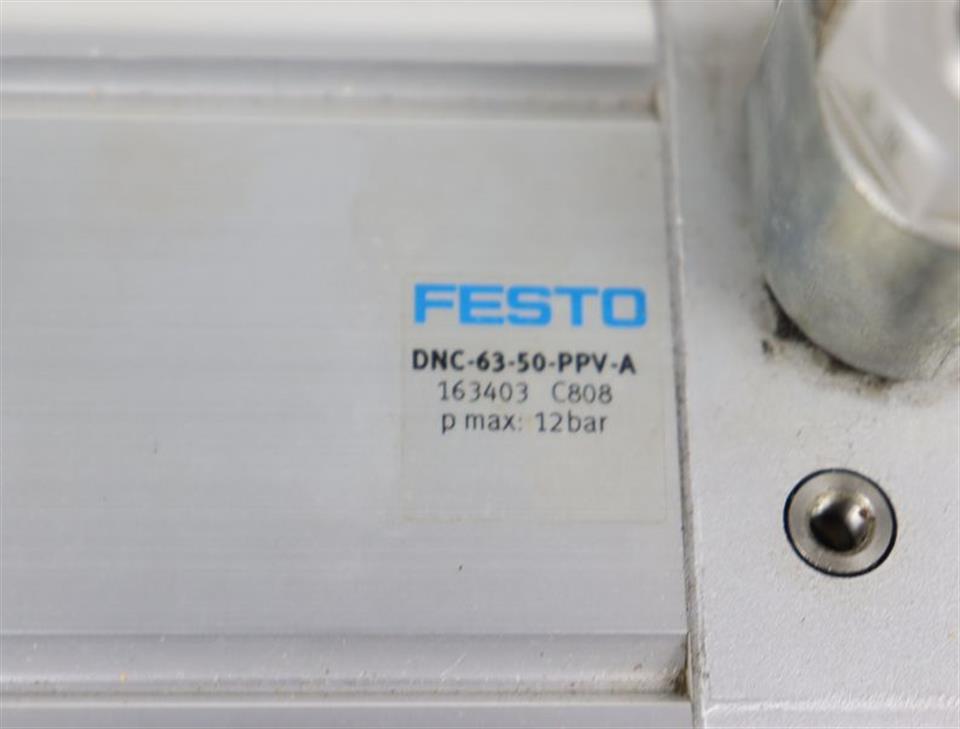 FESTO
DNC-63-50-PPV-A
163403 C808
p max: 12bar